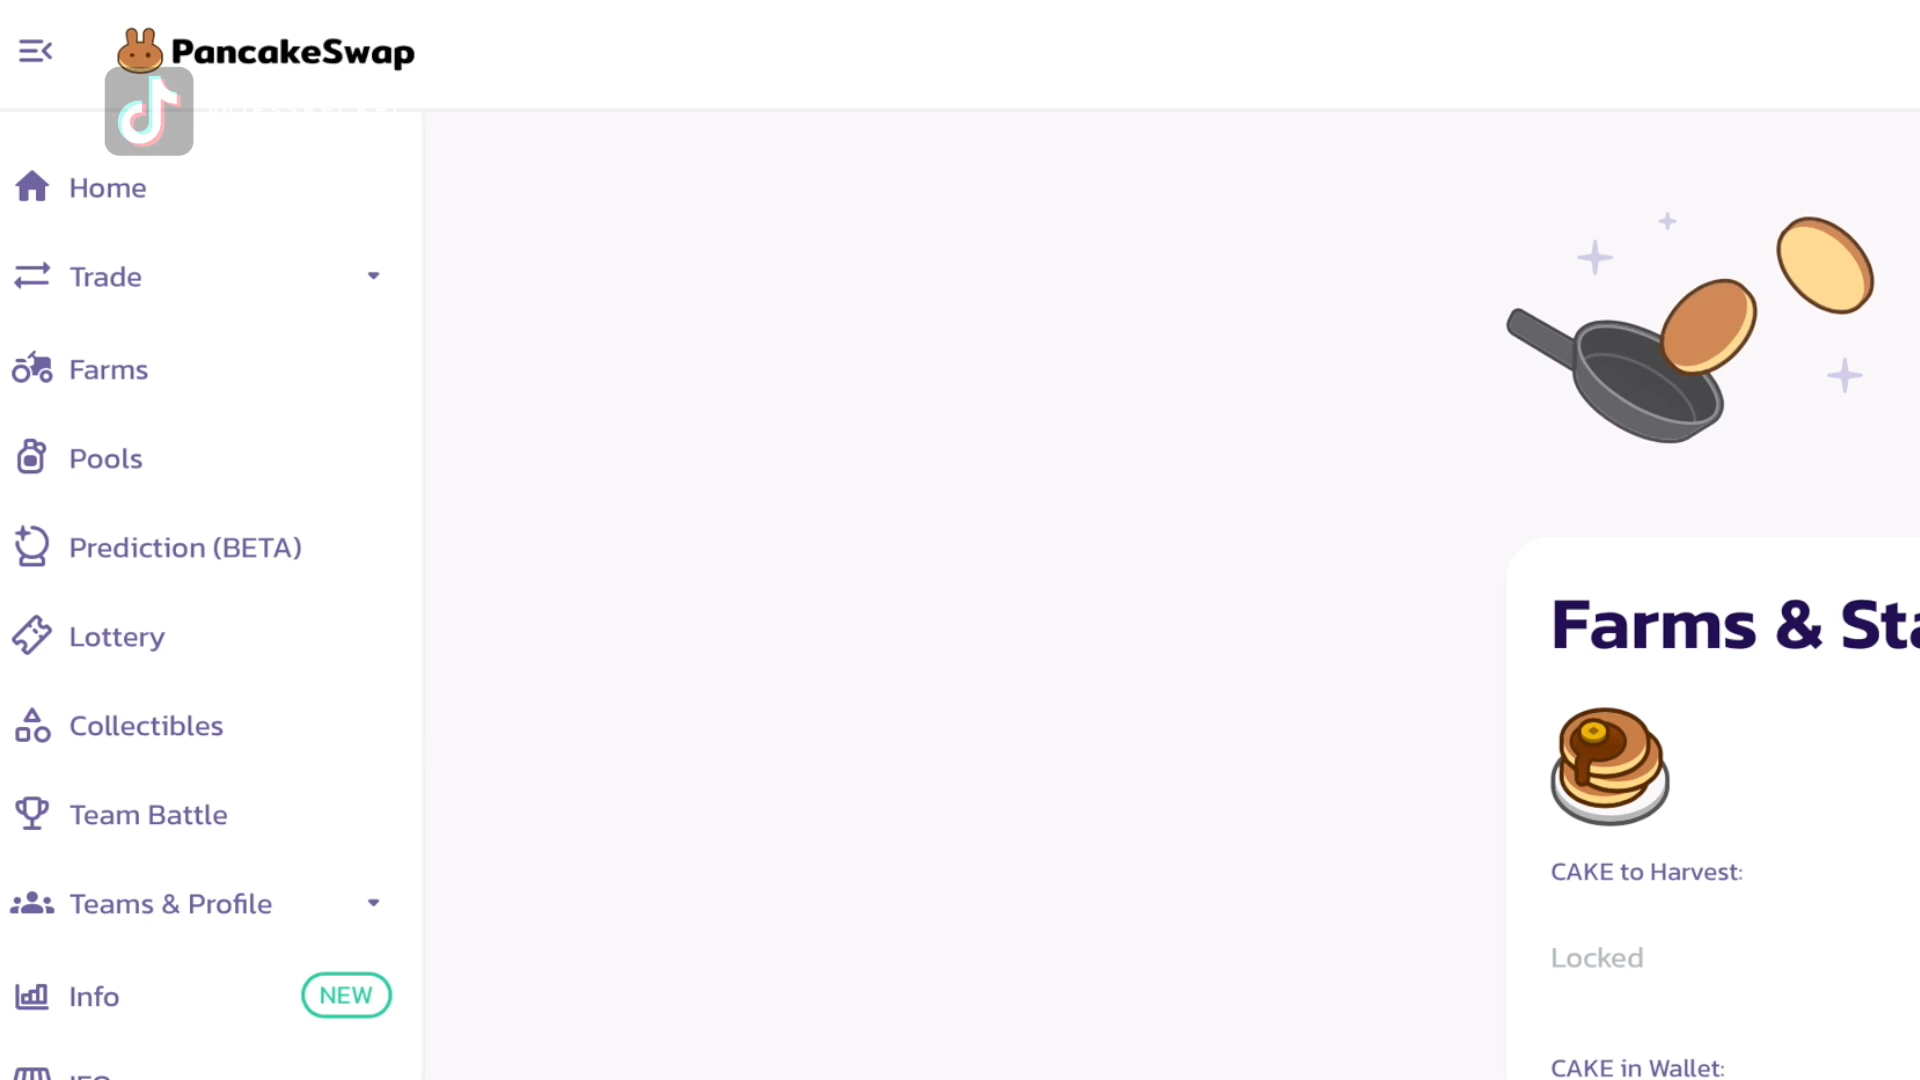 PancakeSwap
Home
Trade
Farms
Pools
Prediction (BETA)
Lottery
Collectibles
Team Battle
Teams & Profile
Info
NEW
Farms & Sta
CAKE to Harvest:
Locked
CAKE in Wallet: